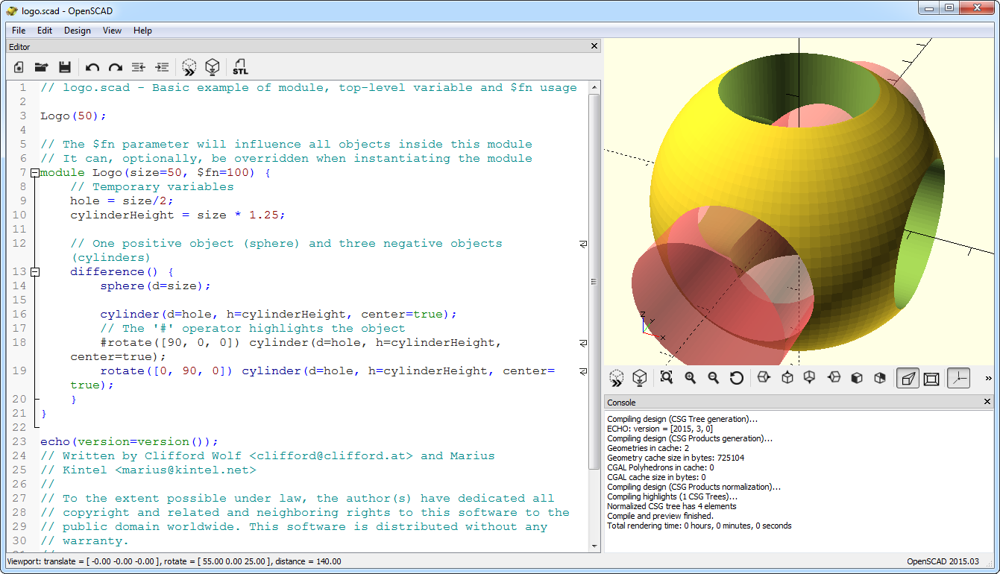 logo.scad - OpenSCAD
File Edit Design View Help
Editor
STL
1 // logo.scad - Basic example of module, top-level variable and $fn usage
2
3 Logo(50);
4
5 // The $fn parameter will influence all objects inside this module
6 // It can, optionally, be overridden when instantiating the module
7 module Logo(size=50, $fn=100) {
8 // Temporary variables
9 hole = size/2;
10 cylinderHeight = size * 1.25;
11
12 // One positive object (sphere) and three negative objects
(cylinders)
13 difference() {
14 sphere(d=size);
15
16 cylinder(d=hole, h=cylinderHeight, center=true);
17 // The '#' operator highlights the object
18 #rotate([90, 0, 0]) cylinder(d=hole, h=cylinderHeight,
center=true);
19 rotate([0, 90, 0]) cylinder(d=hole, h=cylinderHeight, center=
true);
20 }
21 }
22
23 echo(version=version());
24 // Written by Clifford Wolf <clifford@clifford.at> and Marius
25 // Kintel <marius@kintel.net>
26 //
27 // To the extent possible under law, the author(s) have dedicated all
28 // copyright and related and neighboring rights to this software to the
29 // public domain worldwide. This software is distributed without any
30 // warranty.
Z
Y
X
Console
Compiling design (CSG Tree generation)...
ECHO: version = [2015, 3, 0]
Compiling design (CSG Products generation)...
Geometries in cache: 2
Geometry cache size in bytes: 725104
CGAL Polyhedrons in cache: 0
CGAL cache size in bytes: 0
Compiling design (CSG Products normalization)...
Compiling highlights (1 CSG Trees)...
Normalized CSG tree has 4 elements
Compile and preview finished.
Total rendering time: 0 hours, 0 minutes, 0 seconds
Viewport: translate = [ -0.00 -0.00 -0.00 ], rotate = [ 55.00 0.00 25.00 ], distance = 140.00
OpenSCAD 2015.03